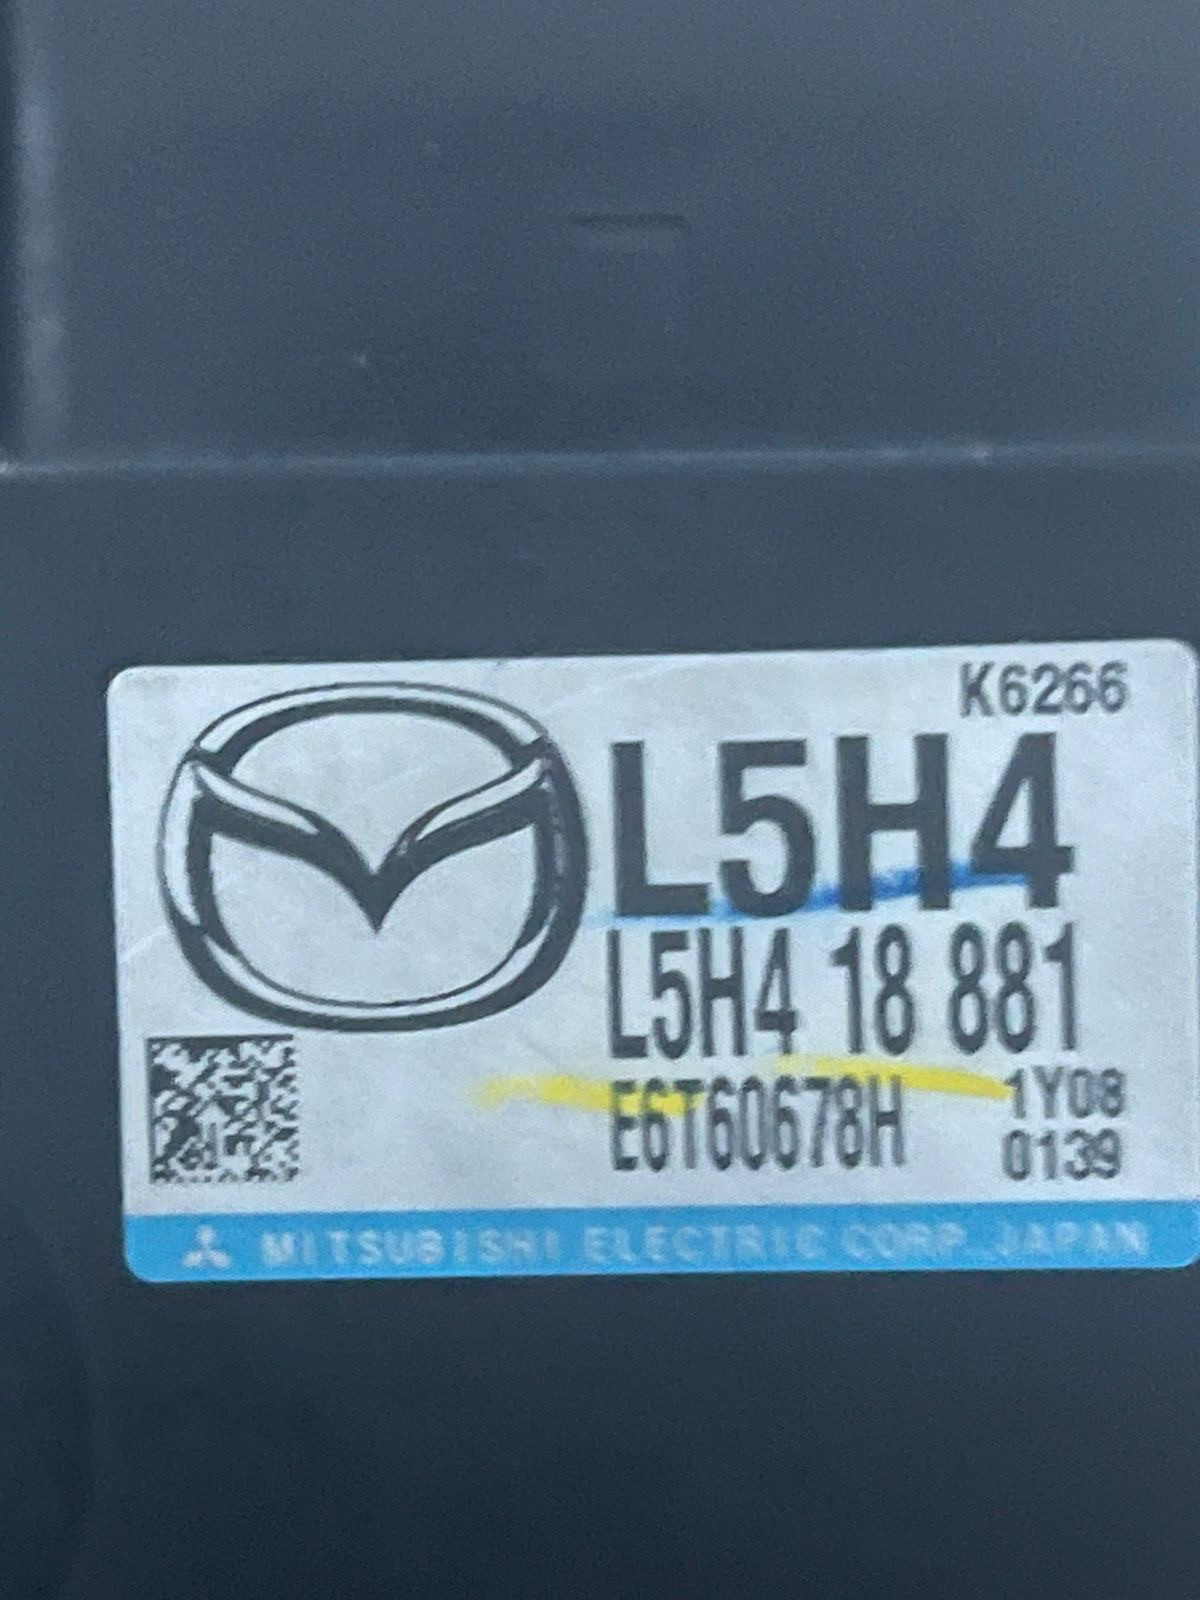 K6266
L5H4
L5H4 18 881
E6T60678H
1Y08
0139
MITSUBISHI ELECTRIC CORP. JAPAN